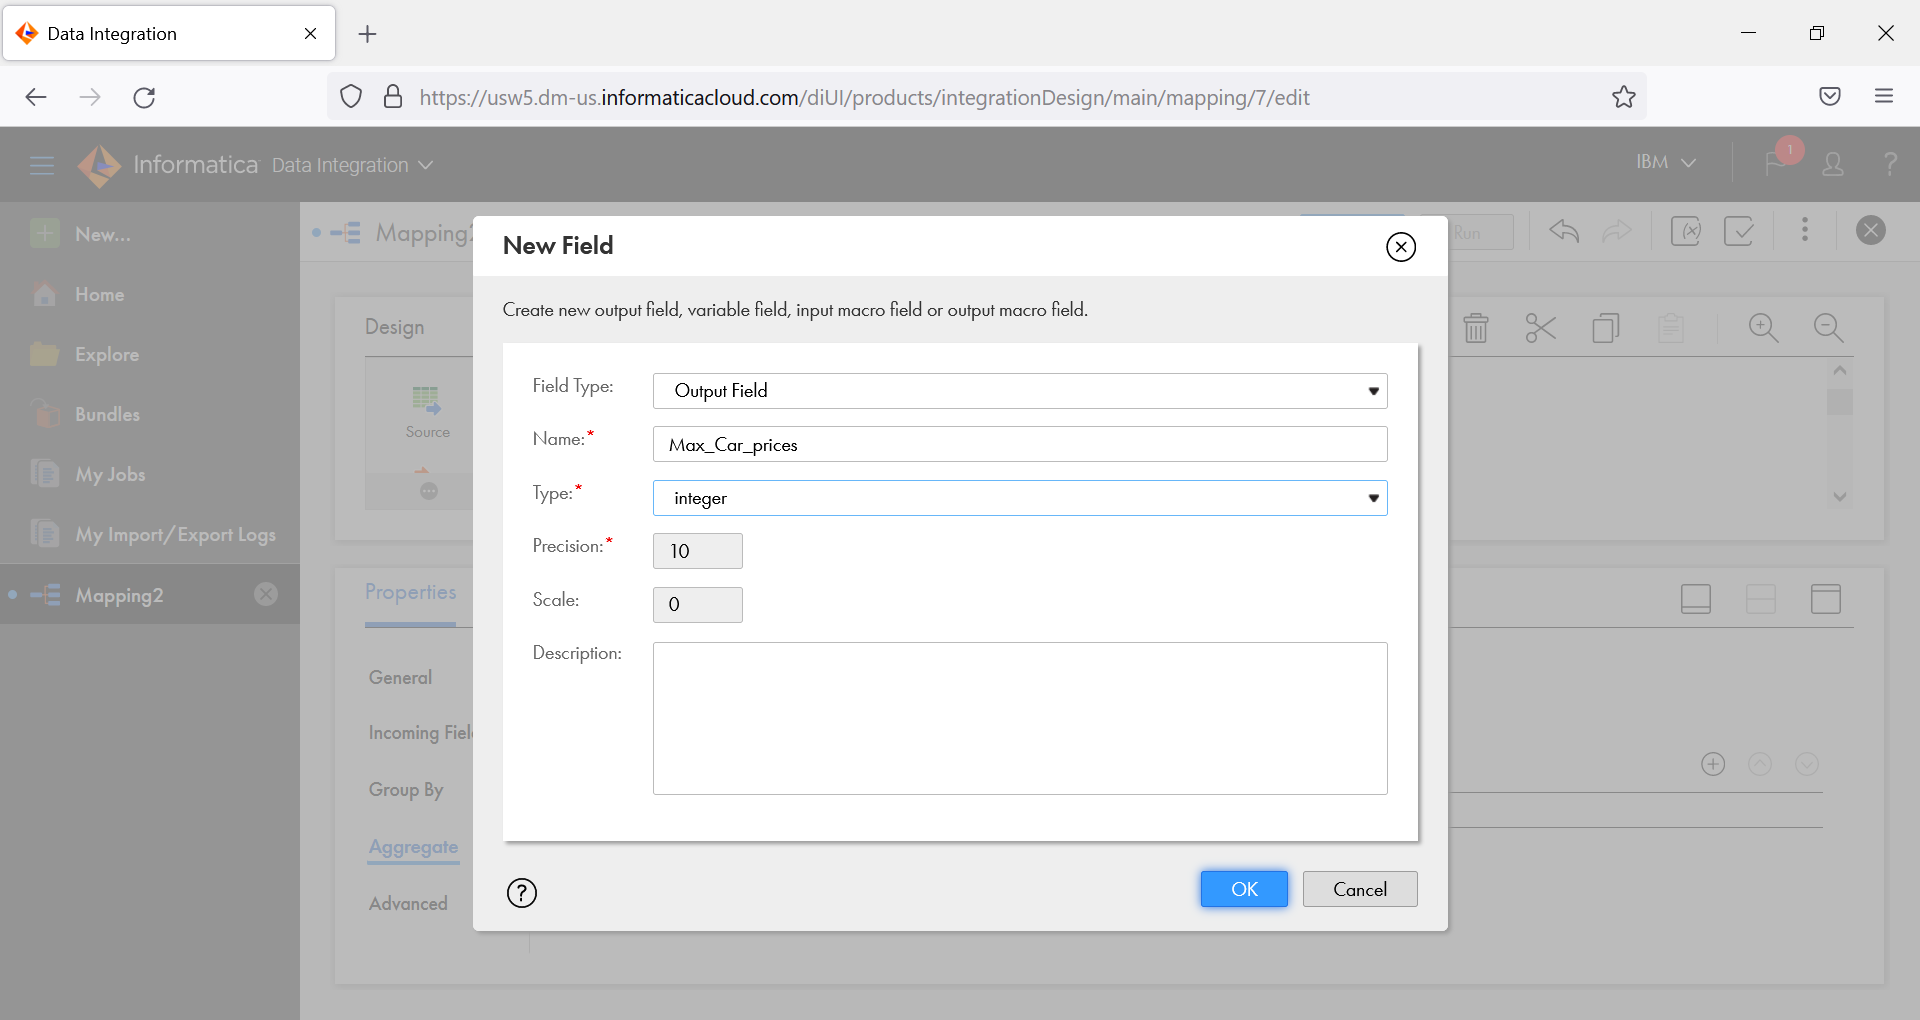 Data Integration
https://usw5.dm-us.informaticacloud.com/diUI/products/integrationDesign/main/mapping/7/edit
Informatica Data Integration
IBM
1
?
New...
Home
Explore
Bundles
My Jobs
My Import/Export Logs
Mapping2
Mapping2
Run
Design
Source
Properties
General
Incoming Fiel
Group By
Aggregate
Advanced
New Field
Create new output field, variable field, input macro field or output macro field.
Field Type: Output Field
Name:* Max_Car_prices
Type:* integer
Precision:* 10
Scale: 0
Description:
? OK Cancel